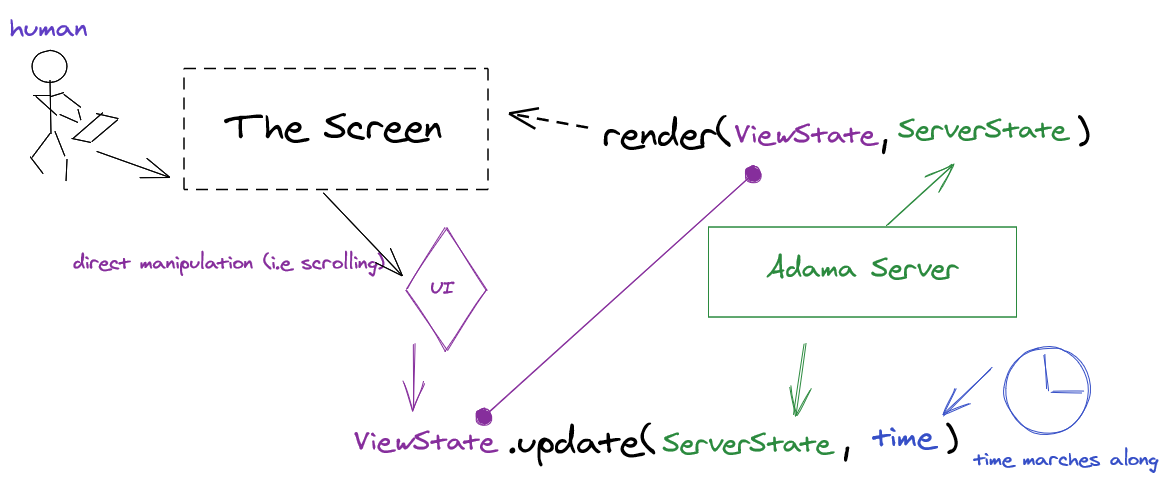 human
The Screen
render(ViewState, ServerState)
direct manipulation (i.e scrolling)
UI
Adama Server
ViewState.update(ServerState, time)
time marches along